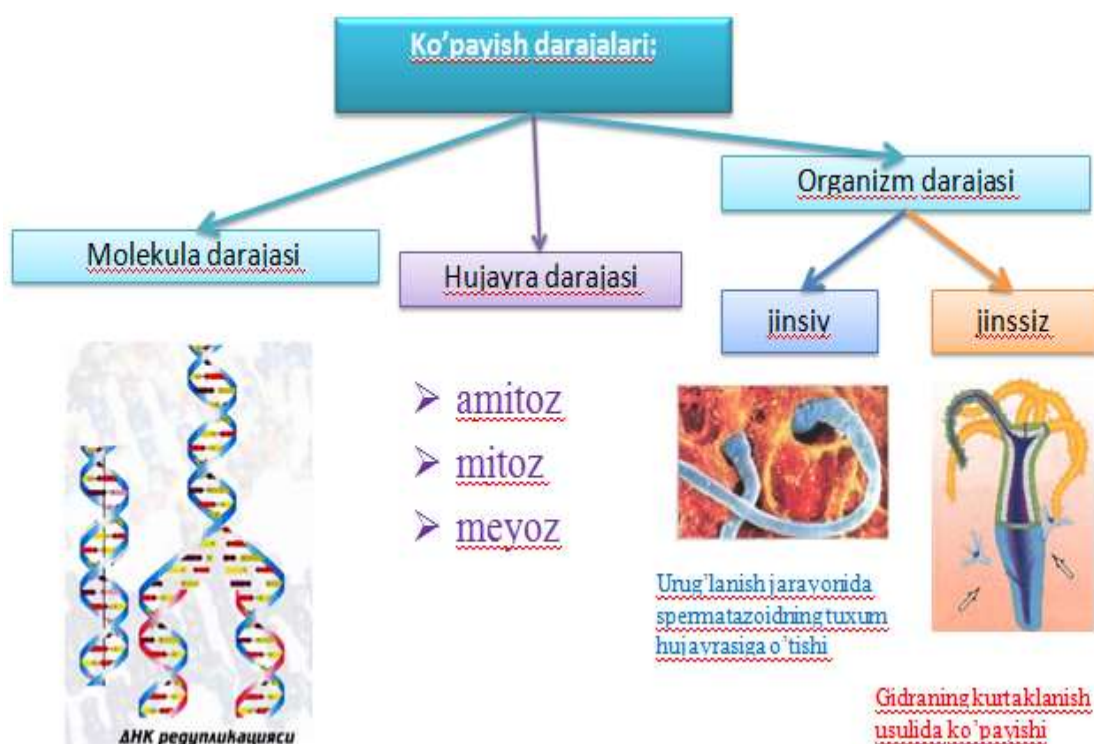 Ko'payish darajalari:
Organizm darajasi
Molekula darajasi
Hujayra darajasi
jinsiy
jinssiz
amitoz
mitoz
meyoz
Urug'lanish jarayonida
spermatazoidning tuxum
hujayrasiga o'tishi
Gidraning kurtaklanish
usulida ko'payishi
ДНК редупликацияси